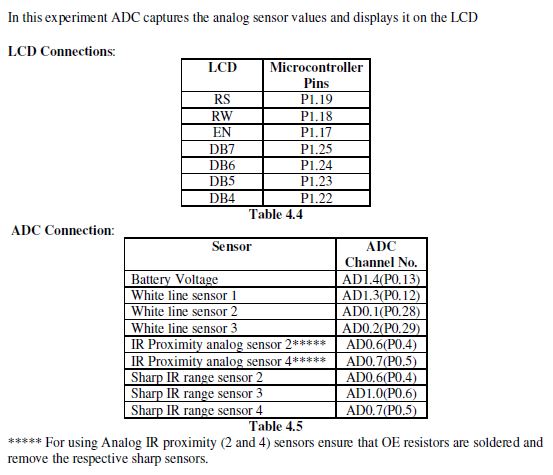 In this experiment ADC captures the analog sensor values and displays it on the LCD
LCD Connections:
LCD Microcontroller
Pins
RS P1.19
RW P1.18
EN P1.17
DB7 P1.25
DB6 P1.24
DB5 P1.23
DB4 P1.22
Table 4.4
ADC Connection:
Sensor ADC
Channel No.
Battery Voltage AD1.4(P0.13)
White line sensor 1 AD1.3(P0.12)
White line sensor 2 AD0.1(P0.28)
White line sensor 3 AD0.2(P0.29)
IR Proximity analog sensor 2***** AD0.6(P0.4)
IR Proximity analog sensor 4***** AD0.7(P0.5)
Sharp IR range sensor 2 AD0.6(P0.4)
Sharp IR range sensor 3 AD1.0(P0.6)
Sharp IR range sensor 4 AD0.7(P0.5)
Table 4.5
***** For using Analog IR proximity (2 and 4) sensors ensure that OE resistors are soldered and
remove the respective sharp sensors.